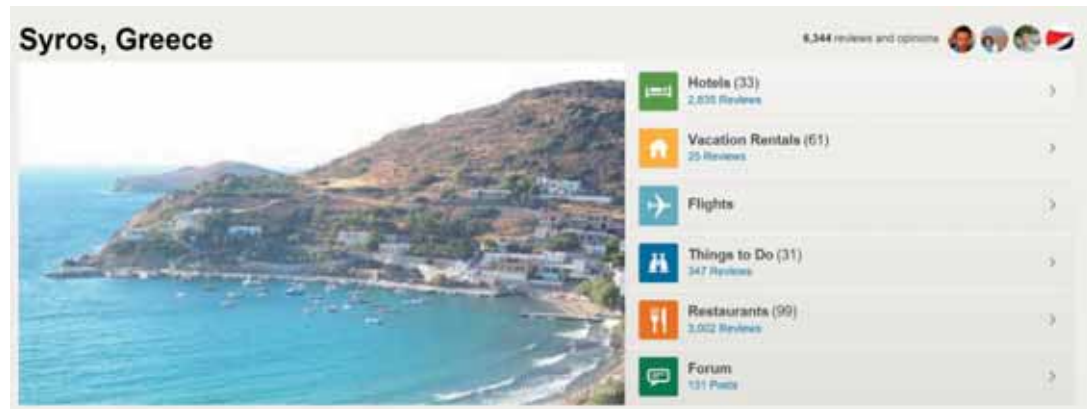 Syros, Greece
6,344 reviews and opinions
Hotels (33)
2,835 Reviews
Vacation Rentals (61)
25 Reviews
Flights
Things to Do (31)
347 Reviews
Restaurants (99)
3,002 Reviews
Forum
131 Posts